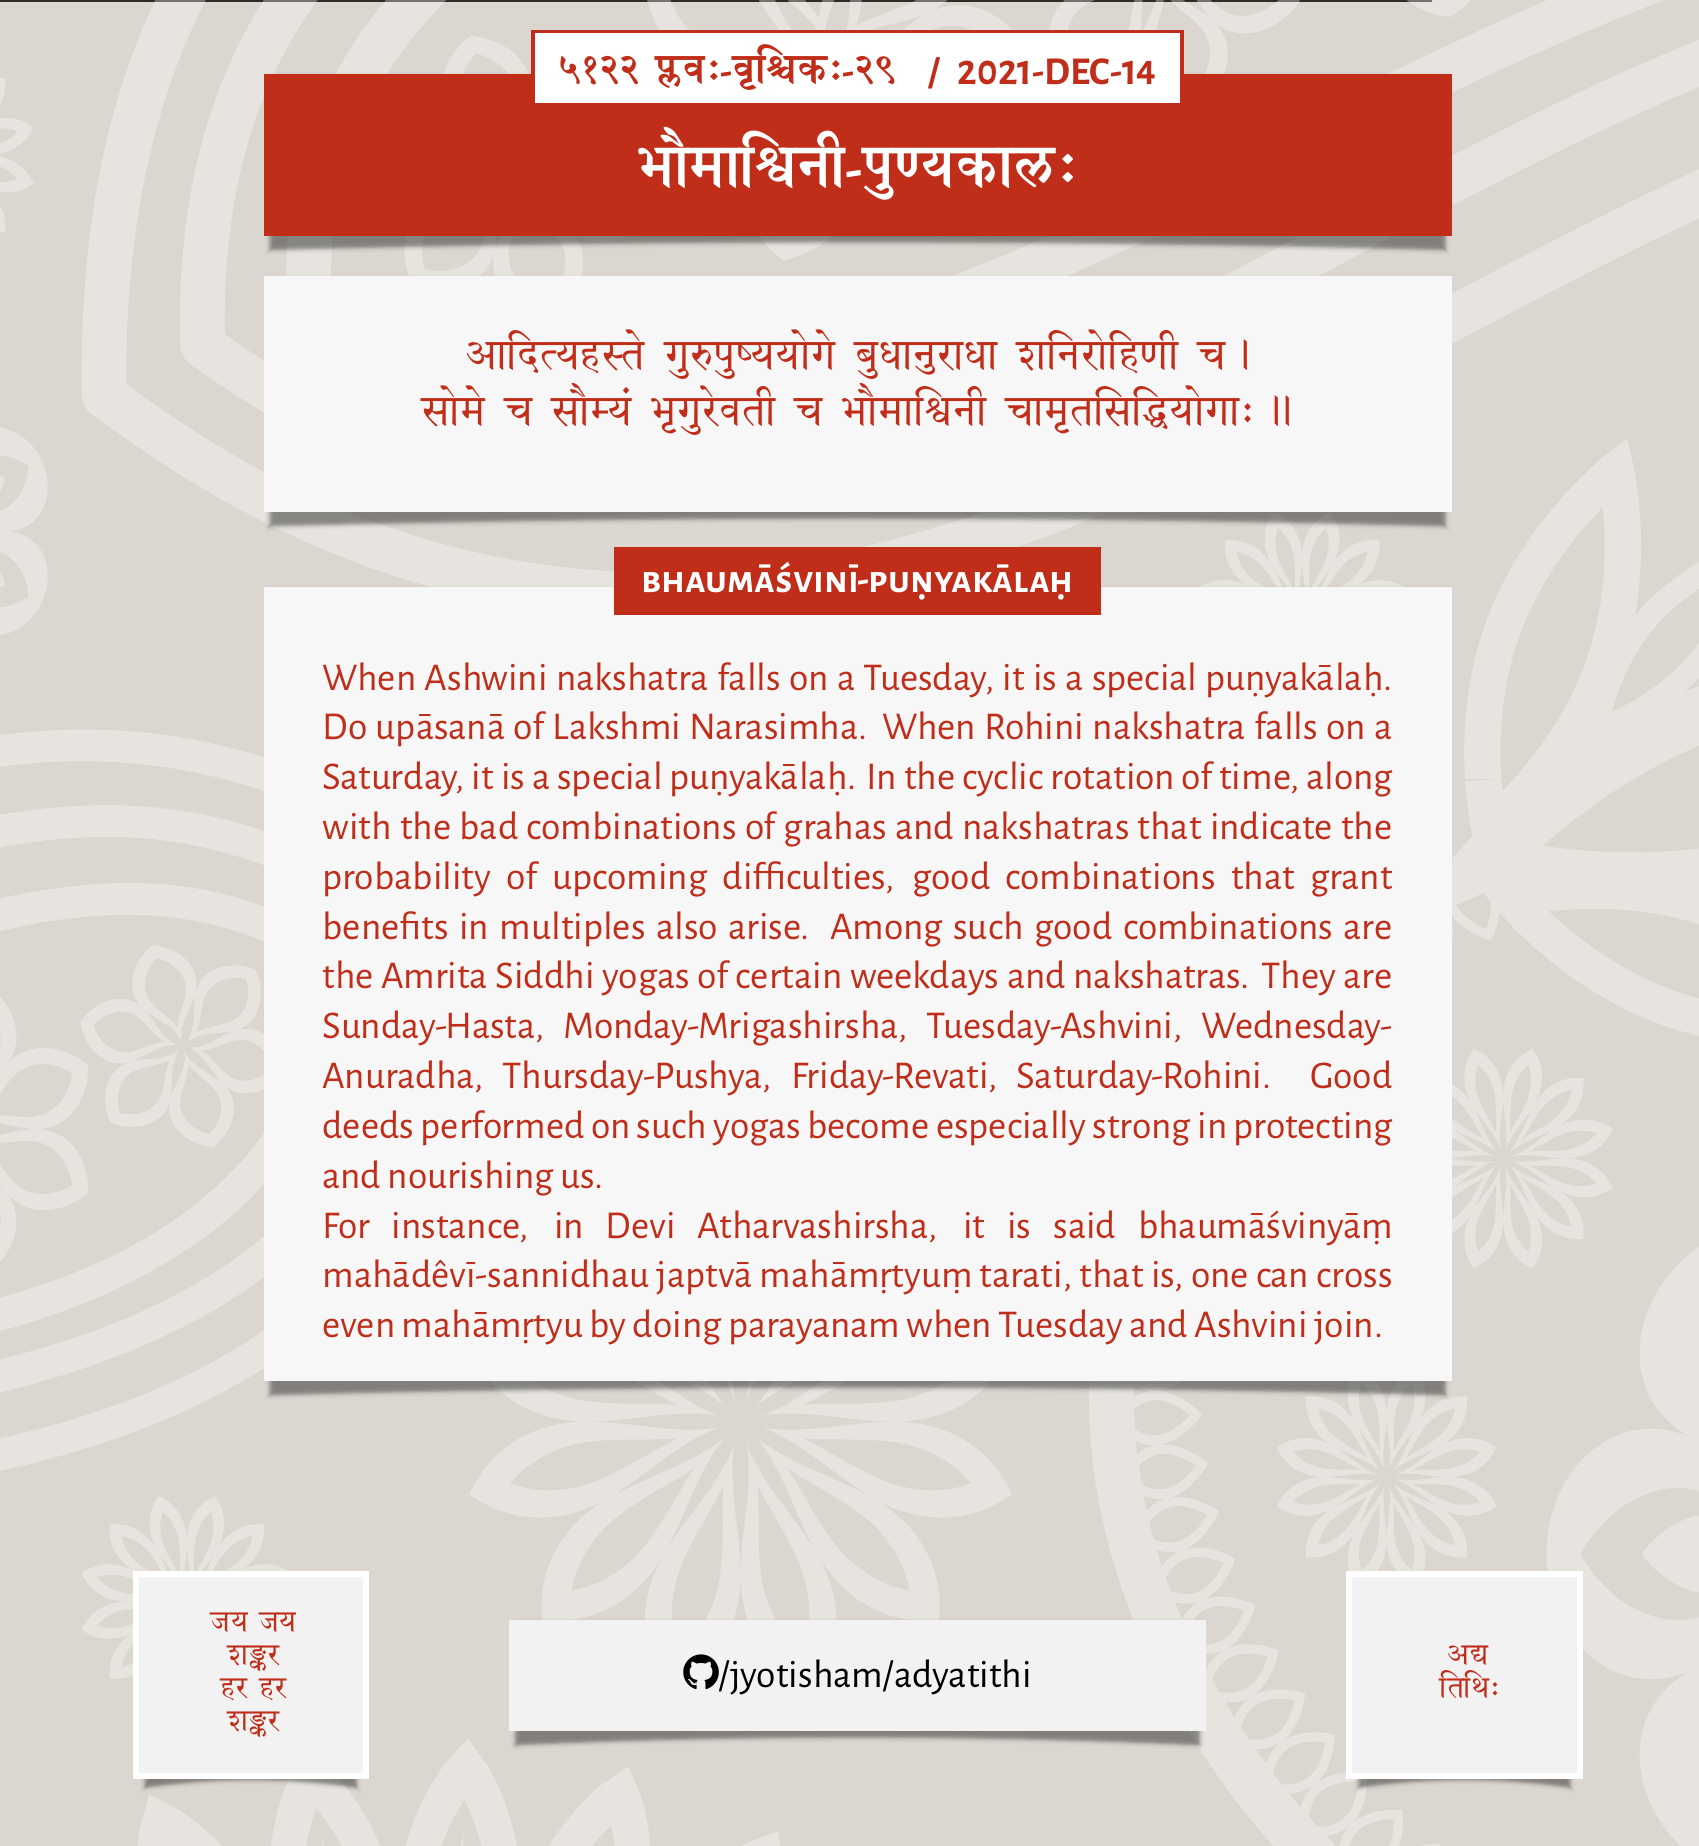 ५१२२ प्लवः-वृश्चिकः-२९ / 2021-DEC-14
भौमाश्विनी-पुण्यकालः
आदित्यहस्ते गुरुपुष्ययोगे बुधानुराधा शनिरोहिणी च।
सोमे च सौम्यं भृगुरेवती च भौमाश्विनी चामृतसिद्धियोगाः ॥
BHAUMĀŚVINĪ-PUṆYAKĀLAḤ
When Ashwini nakshatra falls on a Tuesday, it is a special puṇyakālaḥ.
Do upāsanā of Lakshmi Narasimha. When Rohini nakshatra falls on a
Saturday, it is a special puṇyakālaḥ. In the cyclic rotation of time, along
with the bad combinations of grahas and nakshatras that indicate the
probability of upcoming difficulties, good combinations that grant
benefits in multiples also arise. Among such good combinations are
the Amrita Siddhi yogas of certain weekdays and nakshatras. They are
Sunday-Hasta, Monday-Mrigashirsha, Tuesday-Ashvini, Wednesday-
Anuradha, Thursday-Pushya, Friday-Revati, Saturday-Rohini. Good
deeds performed on such yogas become especially strong in protecting
and nourishing us.
For instance, in Devi Atharvashirsha, it is said bhaumāśvinyāṃ
mahādêvī-sannidhau japtvā mahāmṛtyuṃ tarati, that is, one can cross
even mahāmṛtyu by doing parayanam when Tuesday and Ashvini join.
जय जय
शङ्कर
हर हर
शङ्कर
/jyotisham/adyatithi
अद्य
तिथिः